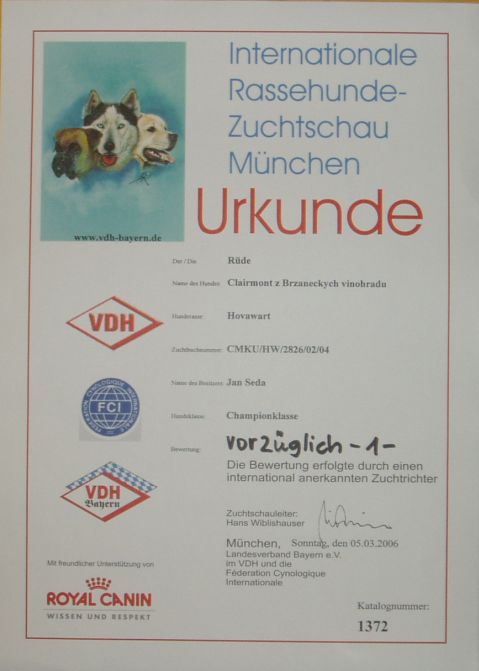 Internationale
Rassehunde-
Zuchtschau
München
Urkunde
www.vdh-bayern.de
Der / Die Rüde
Name des Hundes: Clairmont z Brzaneckych vinohradu
VDH
Hunderasse: Hovawart
Zuchtbuchnummer: CMKU/HW/2826/02/04
FEDERATION CYNOLOGIQUE INTERNATIONALE
FCI
Name des Besitzers: Jan Seda
Hundeklasse: Championklasse
Bewertung: vorzüglich -1-
Die Bewertung erfolgte durch einen
international anerkannten Zuchtrichter
VDH
Bayern
Zuchtschauleiter:
Hans Wiblishauser
München, Sonntag, den 05.03.2006
Landesverband Bayern e.V.
im VDH und die
Féderation Cynologique
Internationale
Mit freundlicher Unterstützung von
ROYAL CANIN
WISSEN UND RESPEKT
Katalognummer:
1372